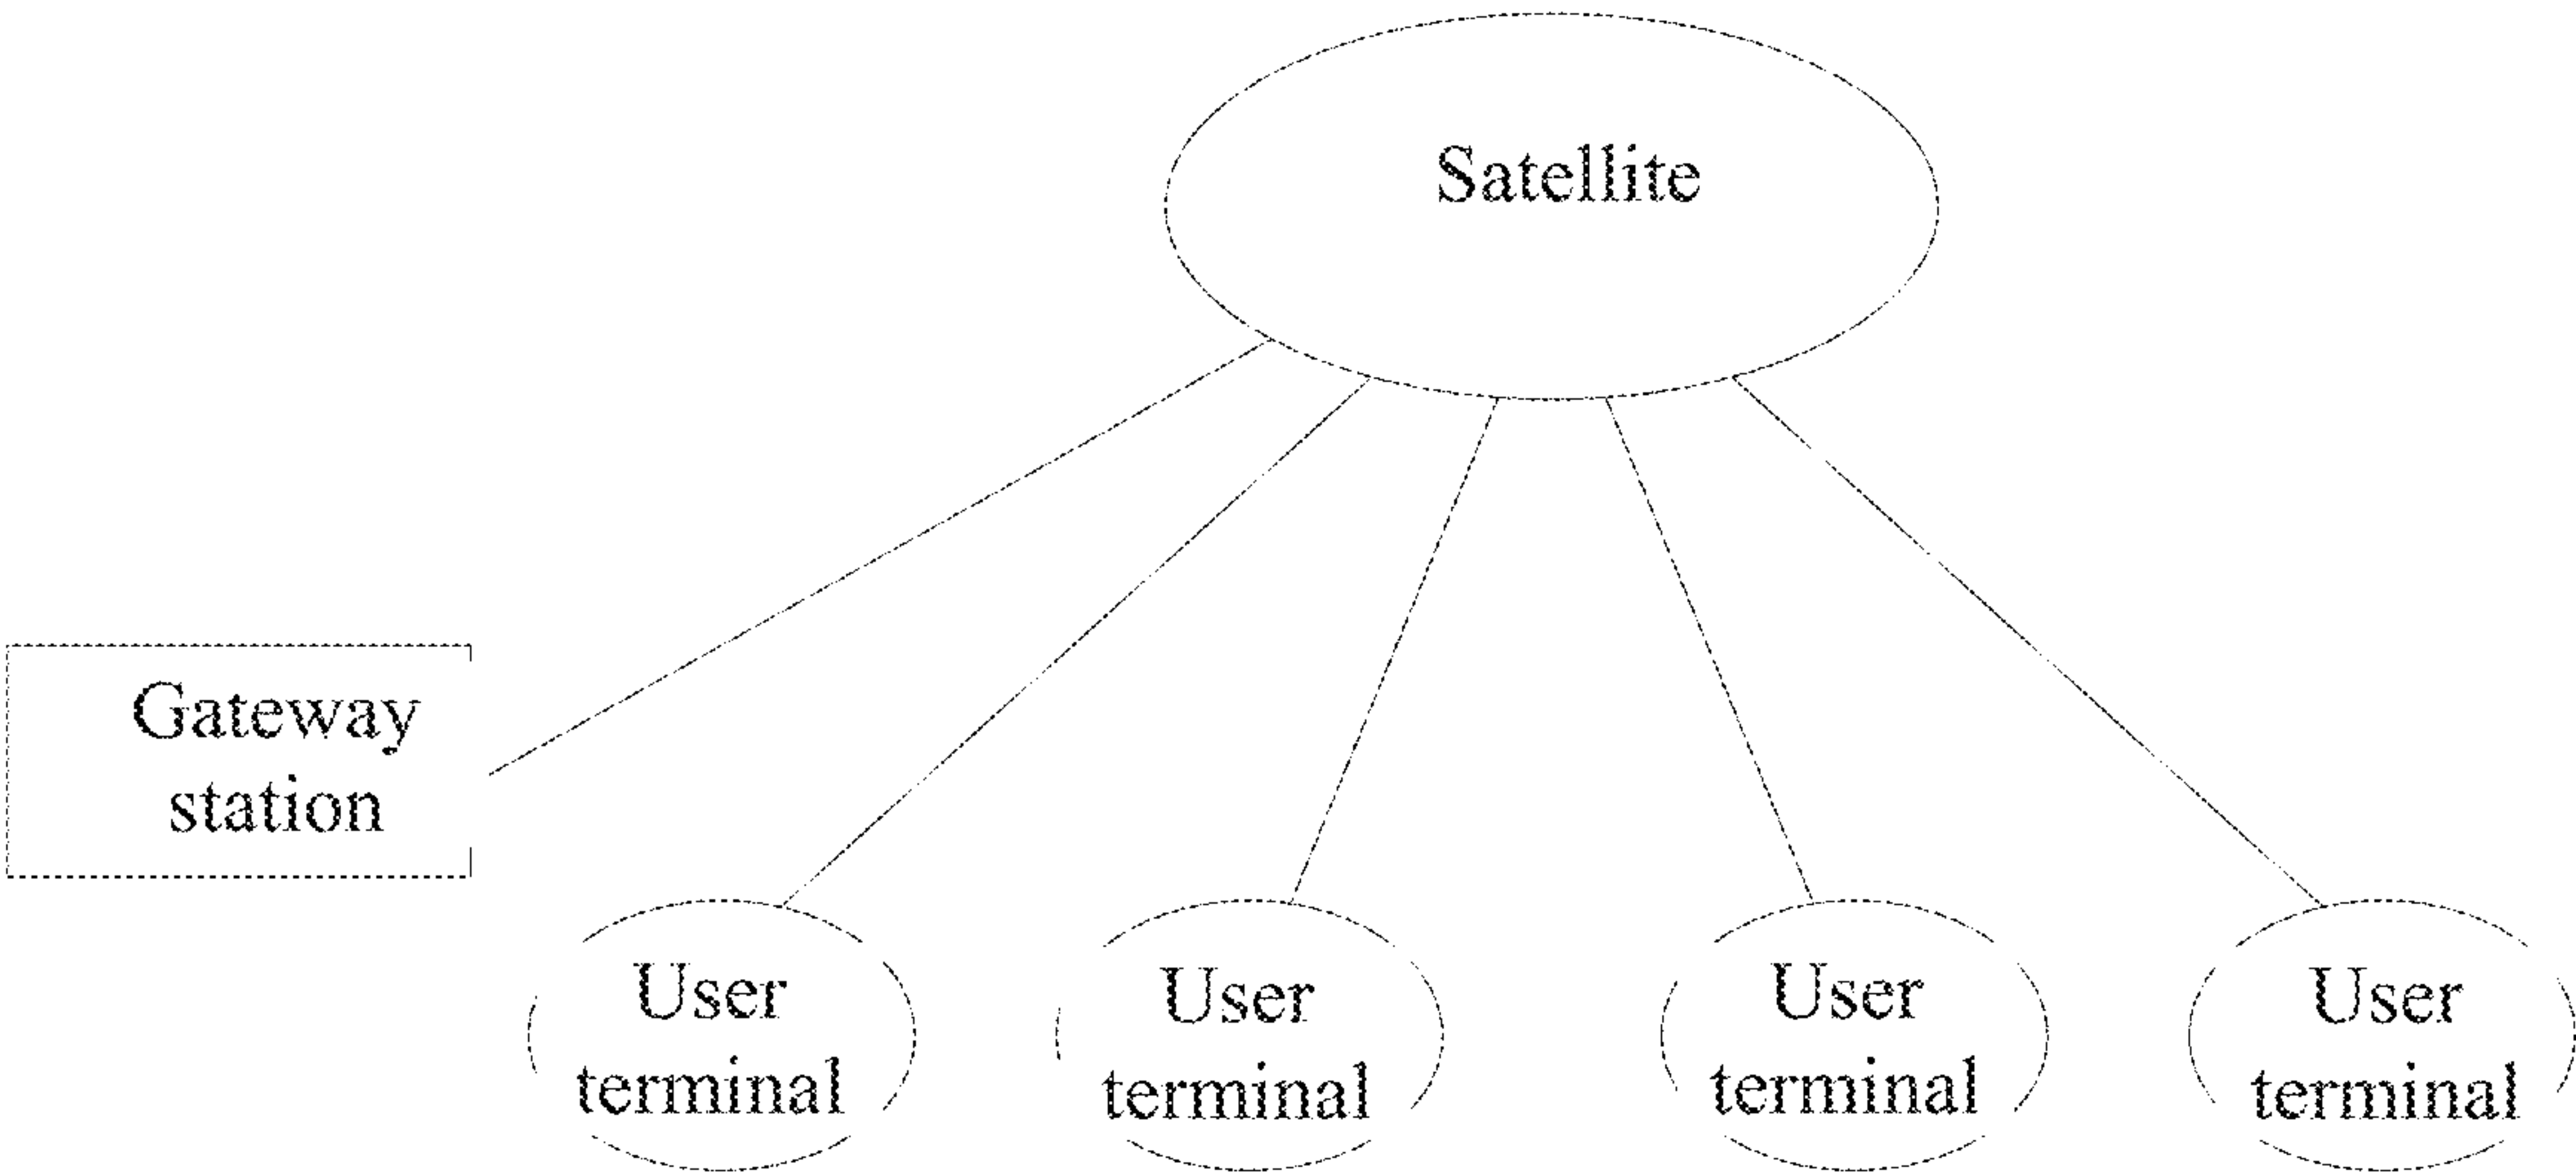 Satellite
Gateway
station
User
terminal
User
terminal
User
terminal
User
terminal